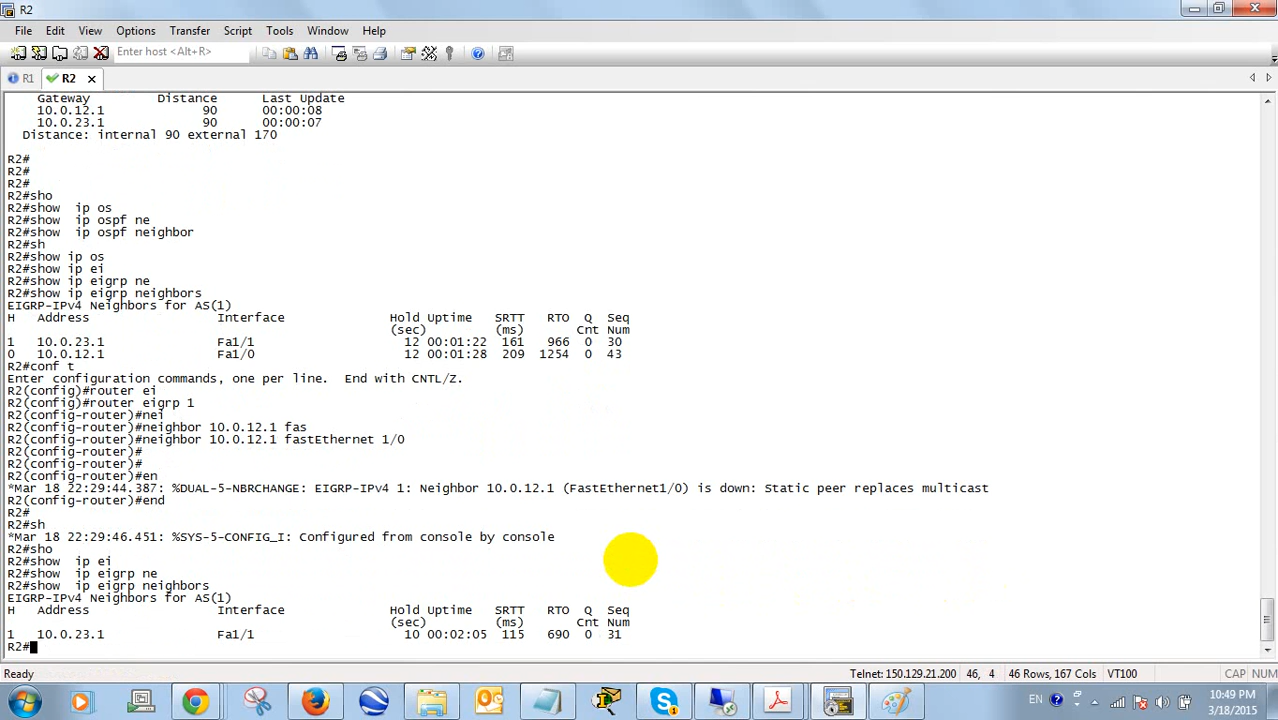 R2
File Edit View Options Transfer Script Tools Window Help
Enter host <Alt+R>
R1 R2
Gateway Distance Last Update
10.0.12.1 90 00:00:08
10.0.23.1 90 00:00:07
Distance: internal 90 external 170
R2#
R2#
R2#
R2#sho
R2#show  ip os
R2#show  ip ospf ne
R2#show  ip ospf neighbor
R2#sh
R2#show ip os
R2#show ip ei
R2#show ip eigrp ne
R2#show ip eigrp neighbors
EIGRP-IPv4 Neighbors for AS(1)
H Address Interface Hold Uptime SRTT RTO Q Seq
(sec) (ms) Cnt Num
1 10.0.23.1 Fa1/1 12 00:01:22 161 966 0 30
0 10.0.12.1 Fa1/0 12 00:01:28 209 1254 0 43
R2#conf t
Enter configuration commands, one per line.  End with CNTL/Z.
R2(config)#router ei
R2(config)#router eigrp 1
R2(config-router)#nei
R2(config-router)#neighbor 10.0.12.1 fas
R2(config-router)#neighbor 10.0.12.1 fastEthernet 1/0
R2(config-router)#
R2(config-router)#
R2(config-router)#en
*Mar 18 22:29:44.387: %DUAL-5-NBRCHANGE: EIGRP-IPv4 1: Neighbor 10.0.12.1 (FastEthernet1/0) is down: Static peer replaces multicast
R2(config-router)#end
R2#
R2#sh
*Mar 18 22:29:46.451: %SYS-5-CONFIG_I: Configured from console by console
R2#sho
R2#show  ip ei
R2#show  ip eigrp ne
R2#show  ip eigrp neighbors
EIGRP-IPv4 Neighbors for AS(1)
H Address Interface Hold Uptime SRTT RTO Q Seq
(sec) (ms) Cnt Num
1 10.0.23.1 Fa1/1 10 00:02:05 115 690 0 31
R2#
Ready Telnet: 150.129.21.200 46, 4 46 Rows, 167 Cols VT100 CAP NUM
EN 10:49 PM
3/18/2015